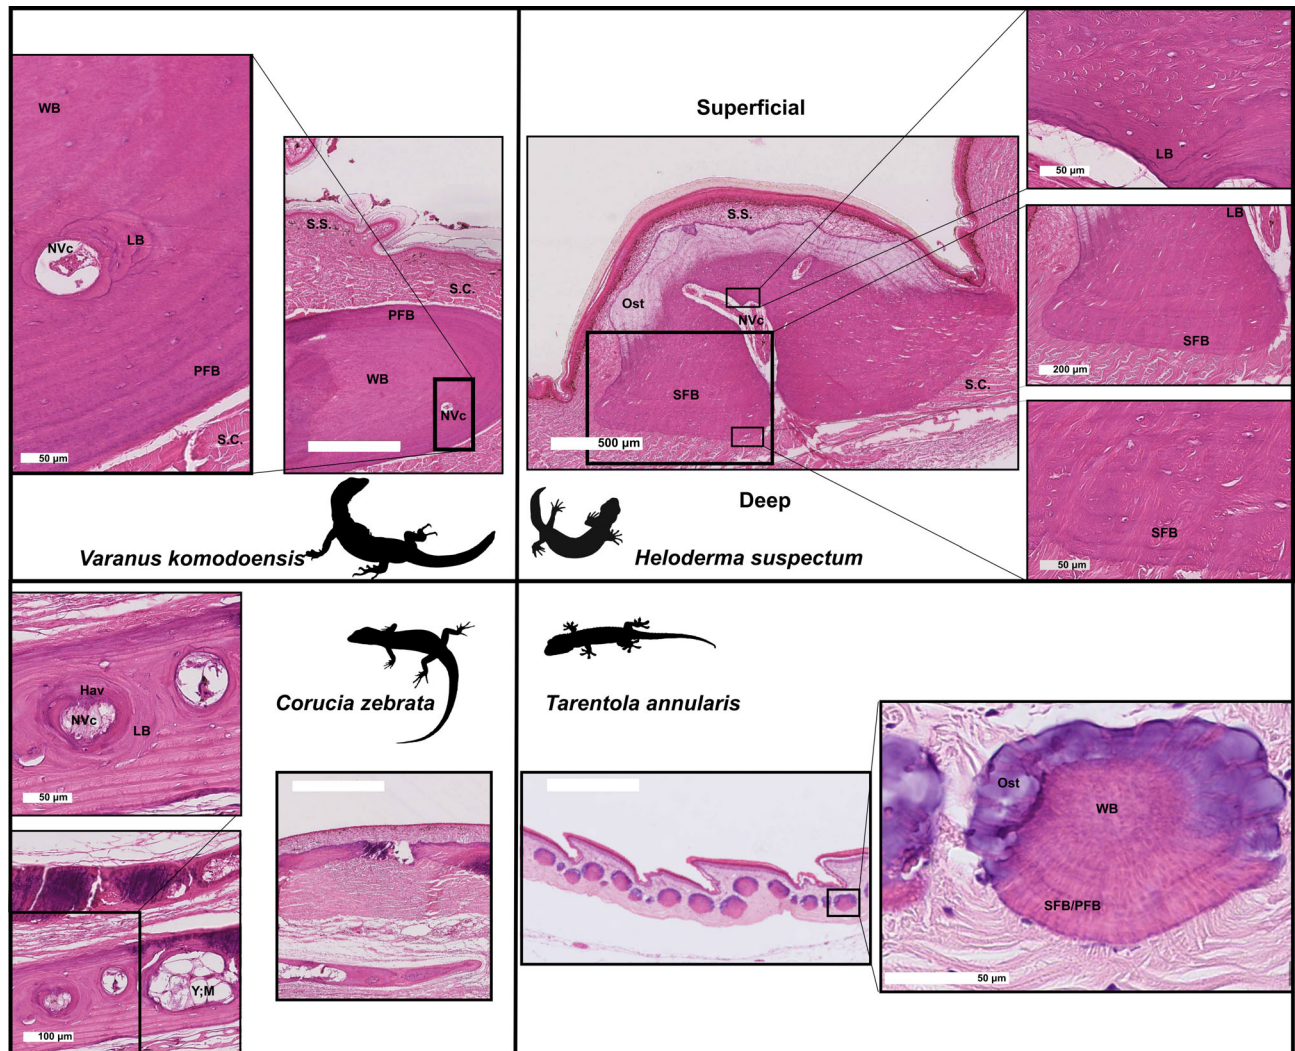 WB
NVc
LB
PFB
S.C.
50 µm
S.S.
S.C.
PFB
WB
NVc
Varanus komodoensis
Superficial
S.S.
Ost
NVc
SFB
S.C.
500 µm
Deep
Heloderma suspectum
LB
50 µm
LB
SFB
200 µm
SFB
50 µm
Hav
NVc
LB
50 µm
Y;M
100 µm
Corucia zebrata
Tarentola annularis
Ost
WB
SFB/PFB
50 µm